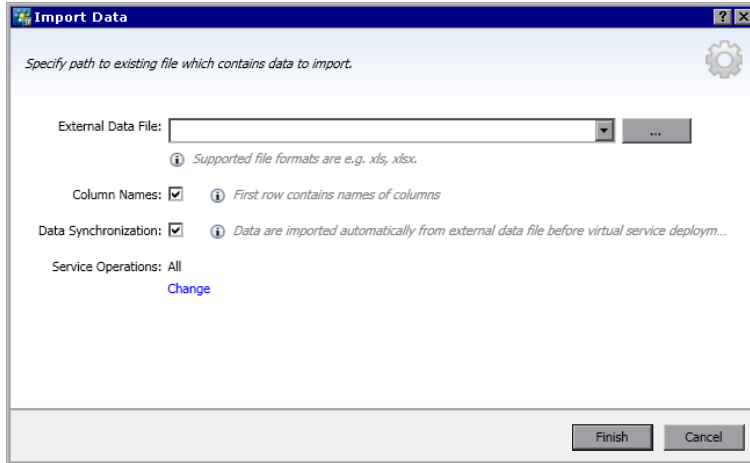 Import Data
Specify path to existing file which contains data to import.
External Data File:
...
Supported file formats are e.g. xls, xlsx.
Column Names: First row contains names of columns
Data Synchronization: Data are imported automatically from external data file before virtual service deploym...
Service Operations: All
Change
Finish Cancel